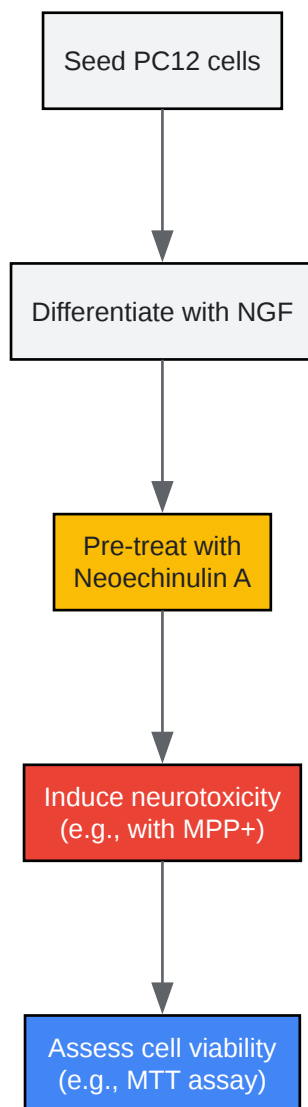 Seed PC12 cells
Differentiate with NGF
Pre-treat with
Neoechinulin A
Induce neurotoxicity
(e.g., with MPP+)
Assess cell viability
(e.g., MTT assay)